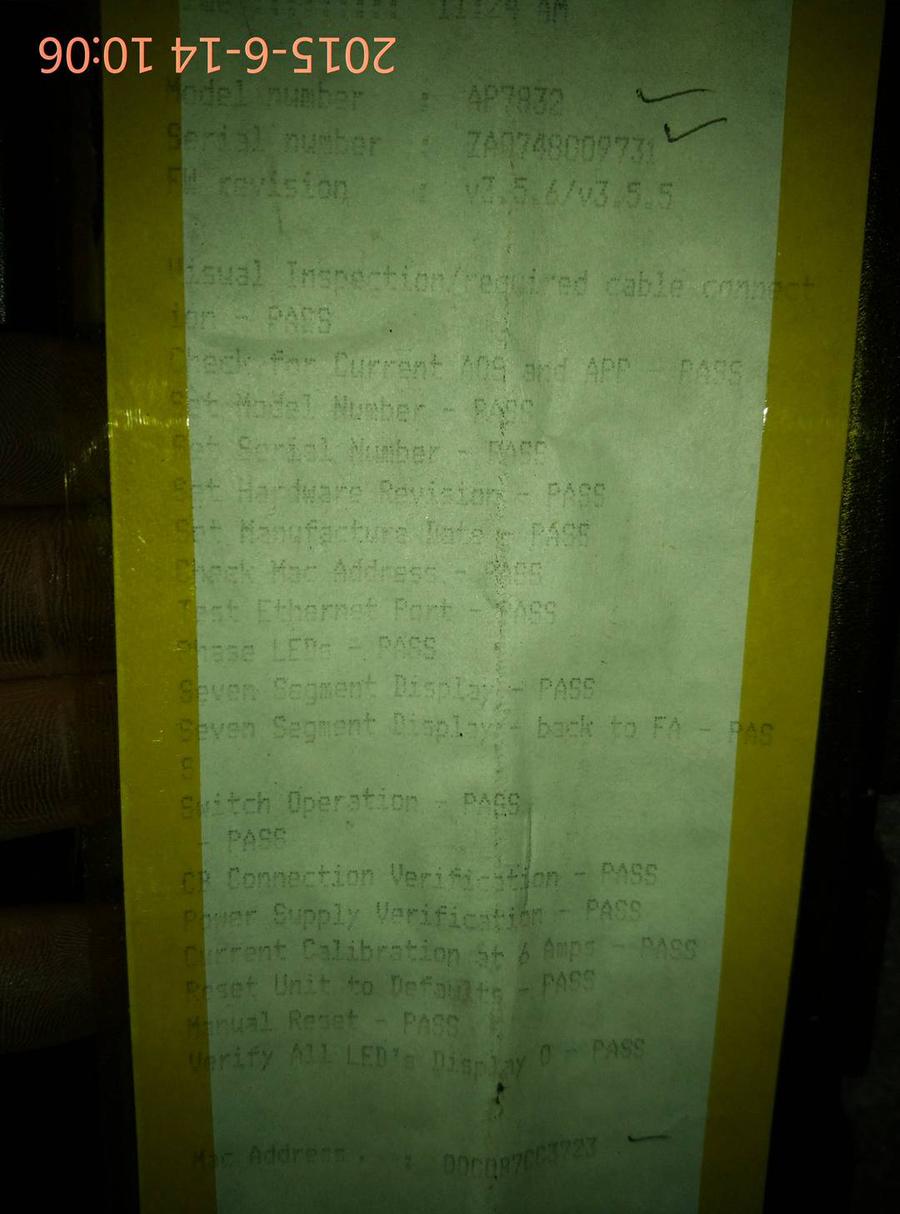 11:29 AM
2015-6-14 10:06
Model number : AP7832
Serial number : ZA0748009731
FW revision : v3.5.6/v3.5.5
Visual Inspection/required cable connect
ion - PASS
Check for Current AOS and APP - PASS
Set Model Number - PASS
Set Serial Number - PASS
Set Hardware Revision - PASS
Set Manufacture Date - PASS
Check Mac Address - PASS
Test Ethernet Port - PASS
Phase LEDs - PASS
Seven Segment Display - PASS
Seven Segment Display - back to FA - PAS
S
Switch Operation - PASS
- PASS
CB Connection Verification - PASS
Power Supply Verification - PASS
Current Calibration at 6 Amps - PASS
Reset Unit to Defaults - PASS
Manual Reset - PASS
Verify All LED's Display 0 - PASS
Mac Address :